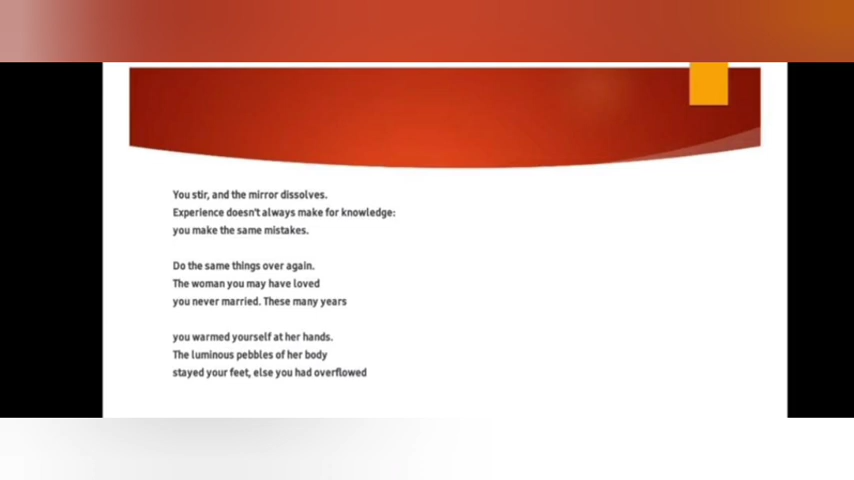 You stir, and the mirror dissolves.
Experience doesn't always make for knowledge:
you make the same mistakes.
Do the same things over again.
The woman you may have loved
you never married. These many years
you warmed yourself at her hands.
The luminous pebbles of her body
stayed your feet, else you had overflowed